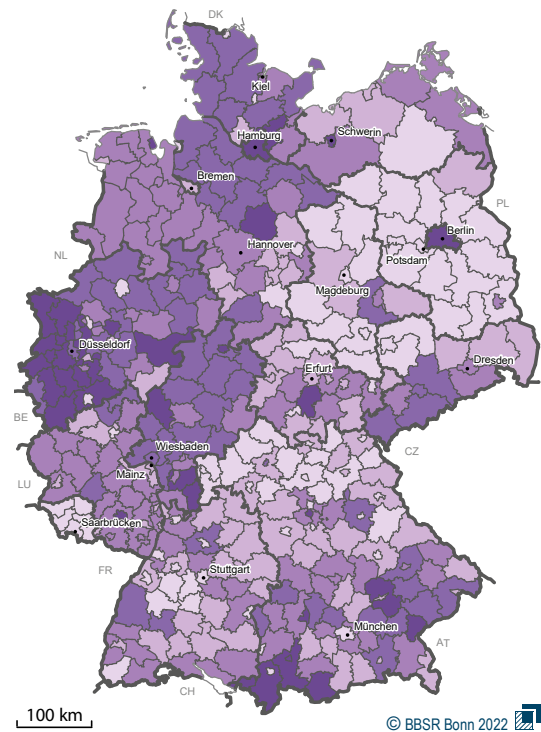 DK
Kiel
Hamburg
Schwerin
Bremen
PL
Berlin
NL
Hannover
Potsdam
Magdeburg
Düsseldorf
Dresden
Erfurt
BE
CZ
Wiesbaden
Mainz
LU
Saarbrücken
FR
Stuttgart
München
AT
CH
100 km
© BBSR Bonn 2022